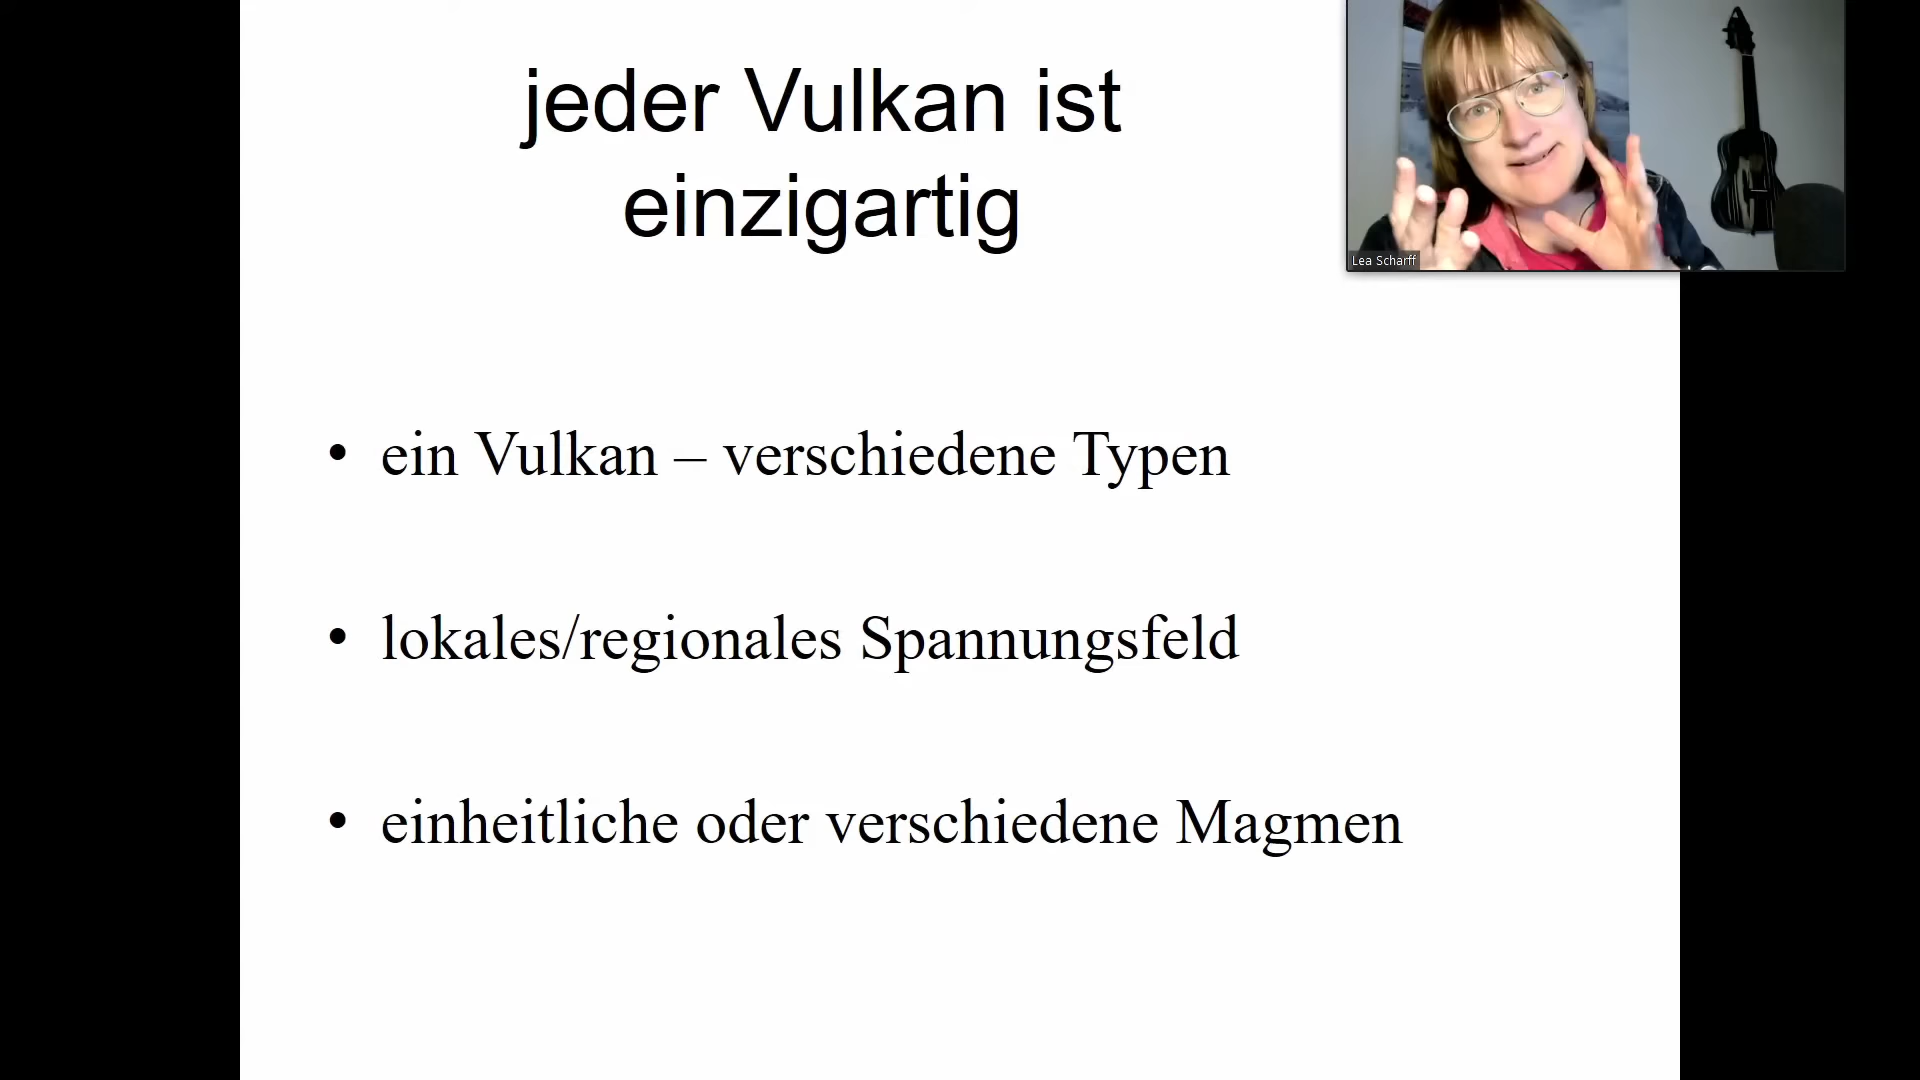 jeder Vulkan ist
einzigartig
Lea Scharff
• ein Vulkan – verschiedene Typen
• lokales/regionales Spannungsfeld
• einheitliche oder verschiedene Magmen